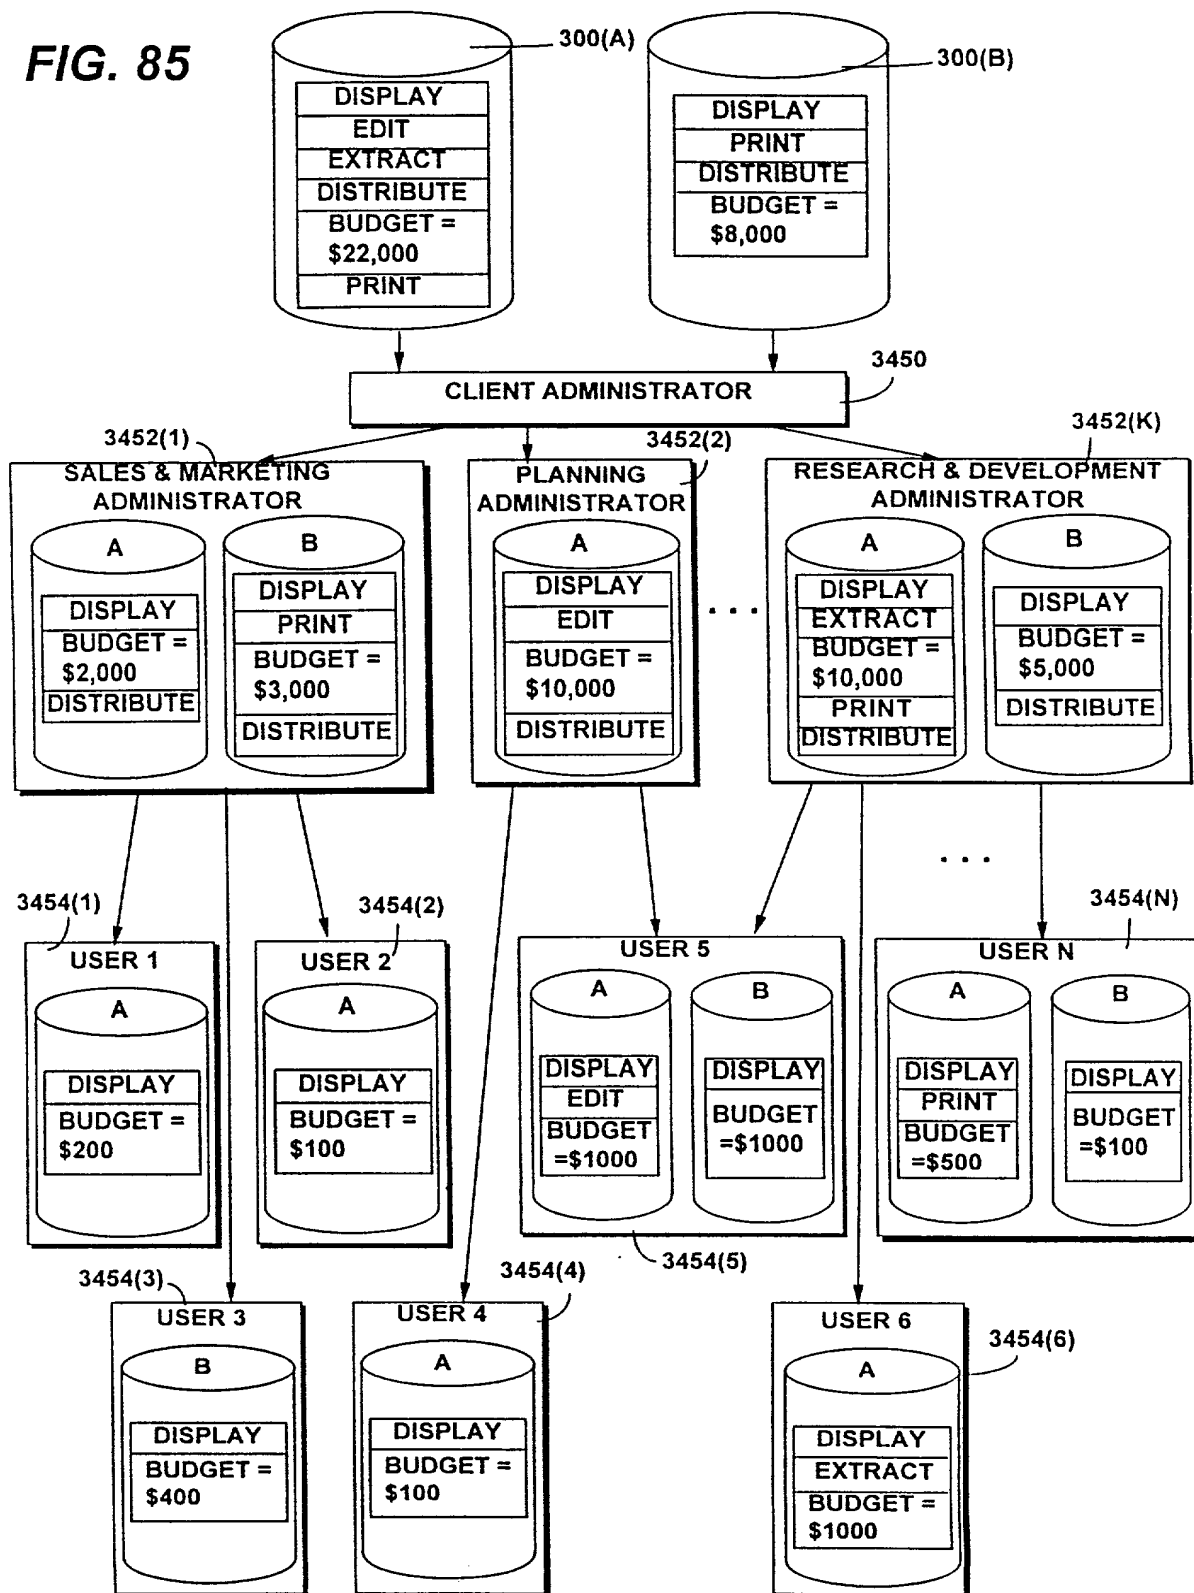 FIG. 85
300(A)
DISPLAY
EDIT
EXTRACT
DISTRIBUTE
BUDGET =
$22,000
PRINT
300(B)
DISPLAY
PRINT
DISTRIBUTE
BUDGET =
$8,000
CLIENT ADMINISTRATOR
3450
3452(1)
SALES & MARKETING
ADMINISTRATOR
A
DISPLAY
BUDGET =
$2,000
DISTRIBUTE
B
DISPLAY
PRINT
BUDGET =
$3,000
DISTRIBUTE
3452(2)
PLANNING
ADMINISTRATOR
A
DISPLAY
EDIT
BUDGET =
$10,000
DISTRIBUTE
. . .
3452(K)
RESEARCH & DEVELOPMENT
ADMINISTRATOR
A
DISPLAY
EXTRACT
BUDGET =
$10,000
PRINT
DISTRIBUTE
B
DISPLAY
BUDGET =
$5,000
DISTRIBUTE
. . .
3454(1)
USER 1
A
DISPLAY
BUDGET =
$200
3454(2)
USER 2
A
DISPLAY
BUDGET =
$100
USER 5
A
DISPLAY
EDIT
BUDGET
=$1000
B
DISPLAY
BUDGET
=$1000
3454(5)
3454(N)
USER N
A
DISPLAY
PRINT
BUDGET
=$500
B
DISPLAY
BUDGET
=$100
3454(3)
USER 3
B
DISPLAY
BUDGET =
$400
3454(4)
USER 4
A
DISPLAY
BUDGET =
$100
USER 6
3454(6)
A
DISPLAY
EXTRACT
BUDGET =
$1000